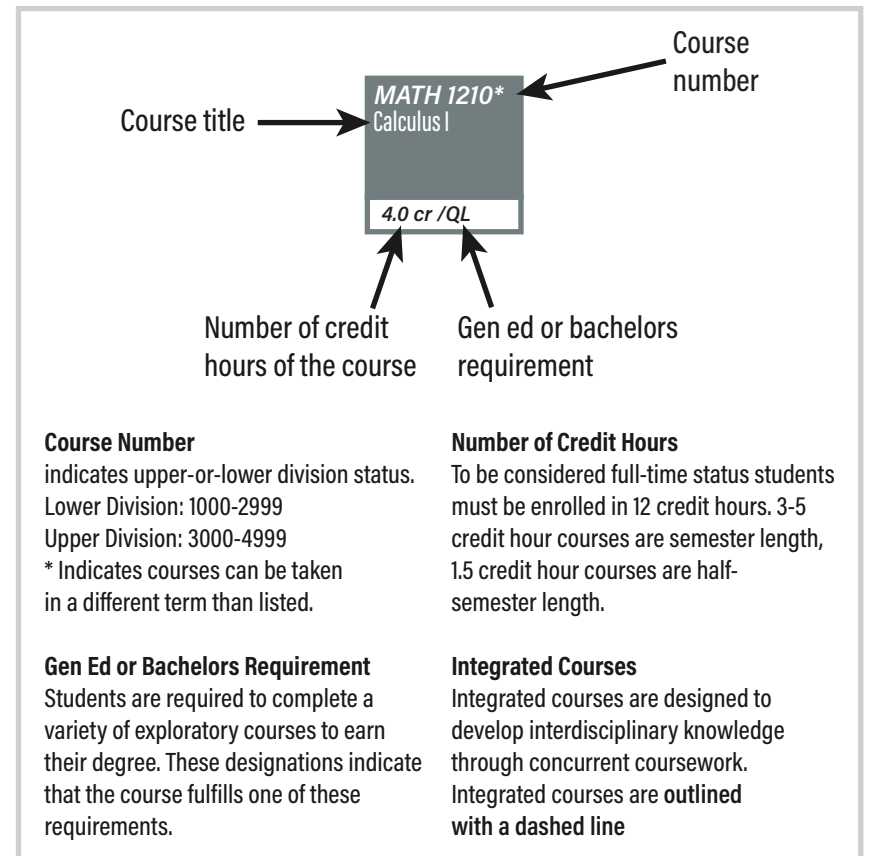 Course
number
MATH 1210*
Course title
Calculus I
4.0 cr /QL
Number of credit
hours of the course
Gen ed or bachelors
requirement
Course Number
indicates upper-or-lower division status.
Lower Division: 1000-2999
Upper Division: 3000-4999
* Indicates courses can be taken
in a different term than listed.
Number of Credit Hours
To be considered full-time status students
must be enrolled in 12 credit hours. 3-5
credit hour courses are semester length,
1.5 credit hour courses are half-
semester length.
Gen Ed or Bachelors Requirement
Students are required to complete a
variety of exploratory courses to earn
their degree. These designations indicate
that the course fulfills one of these
requirements.
Integrated Courses
Integrated courses are designed to
develop interdisciplinary knowledge
through concurrent coursework.
Integrated courses are outlined
with a dashed line